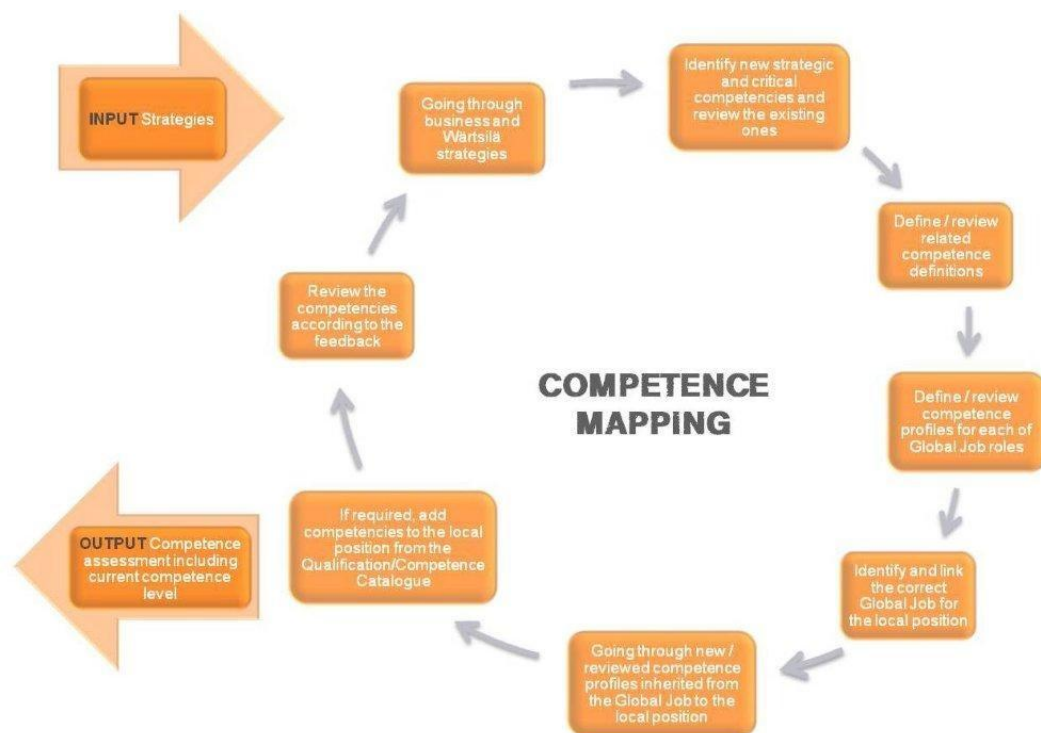 INPUT Strategies
Going through
business and
Wärtsilä
strategies
Identify new strategic
and critical
competencies and
review the existing
ones
Define / review
related
competence
definitions
Define / review
competence
profiles for each of
Global Job roles
Identify and link
the correct
Global Job for
the local position
Going through new /
reviewed competence
profiles inherited from
the Global Job to the
local position
If required, add
competencies to the local
position from the
Qualification/Competence
Catalogue
Review the
competencies
according to the
feedback
COMPETENCE
MAPPING
OUTPUT Competence
assessment including
current competence
level